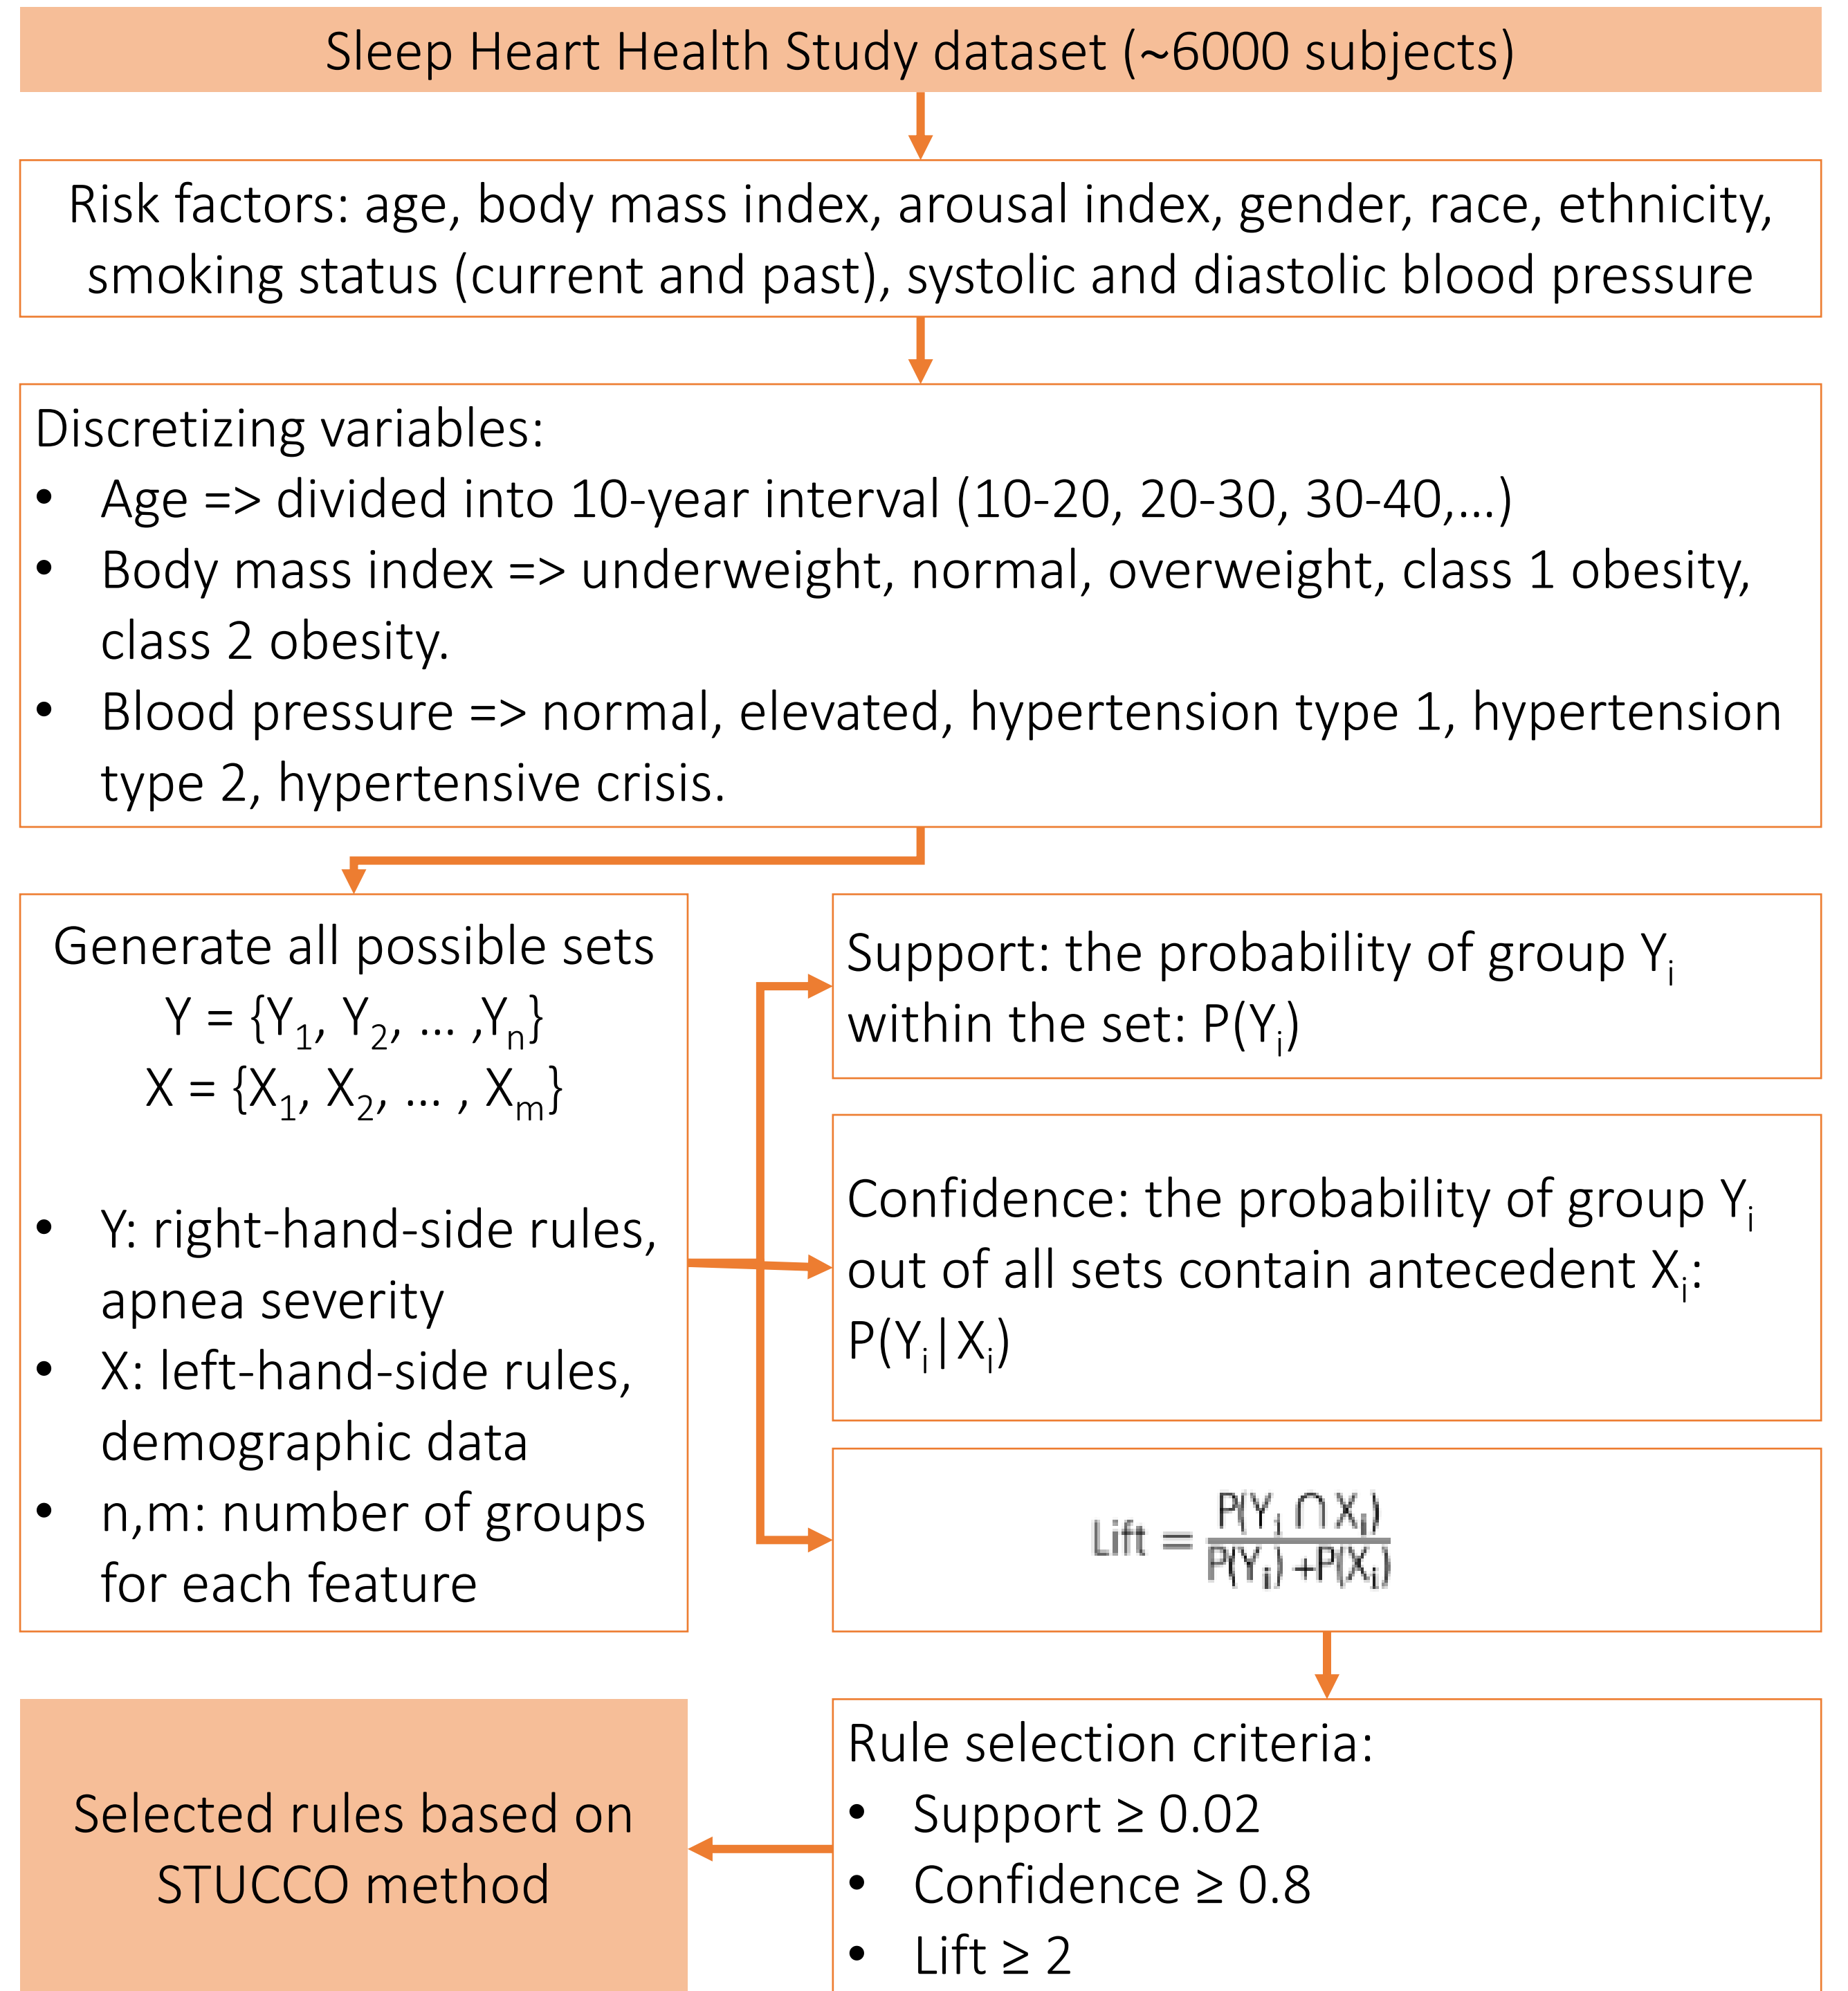 Sleep Heart Health Study dataset (~6000 subjects)
Risk factors: age, body mass index, arousal index, gender, race, ethnicity,
smoking status (current and past), systolic and diastolic blood pressure
Discretizing variables:
• Age => divided into 10-year interval (10-20, 20-30, 30-40,...)
• Body mass index => underweight, normal, overweight, class 1 obesity,
class 2 obesity.
• Blood pressure => normal, elevated, hypertension type 1, hypertension
type 2, hypertensive crisis.
Generate all possible sets
Y = {Y₁, Y₂, ... ,Yₙ}
X = {X₁, X₂, ... , Xₘ}
• Y: right-hand-side rules,
apnea severity
• X: left-hand-side rules,
demographic data
• n,m: number of groups
for each feature
Support: the probability of group Yᵢ
within the set: P(Yᵢ)
Confidence: the probability of group Yᵢ
out of all sets contain antecedent Xᵢ:
P(Yᵢ|Xᵢ)
Lift = P(Yᵢ ∩ Xᵢ) / P(Yᵢ) +P(Xᵢ)
Rule selection criteria:
• Support ≥ 0.02
• Confidence ≥ 0.8
• Lift ≥ 2
Selected rules based on
STUCCO method